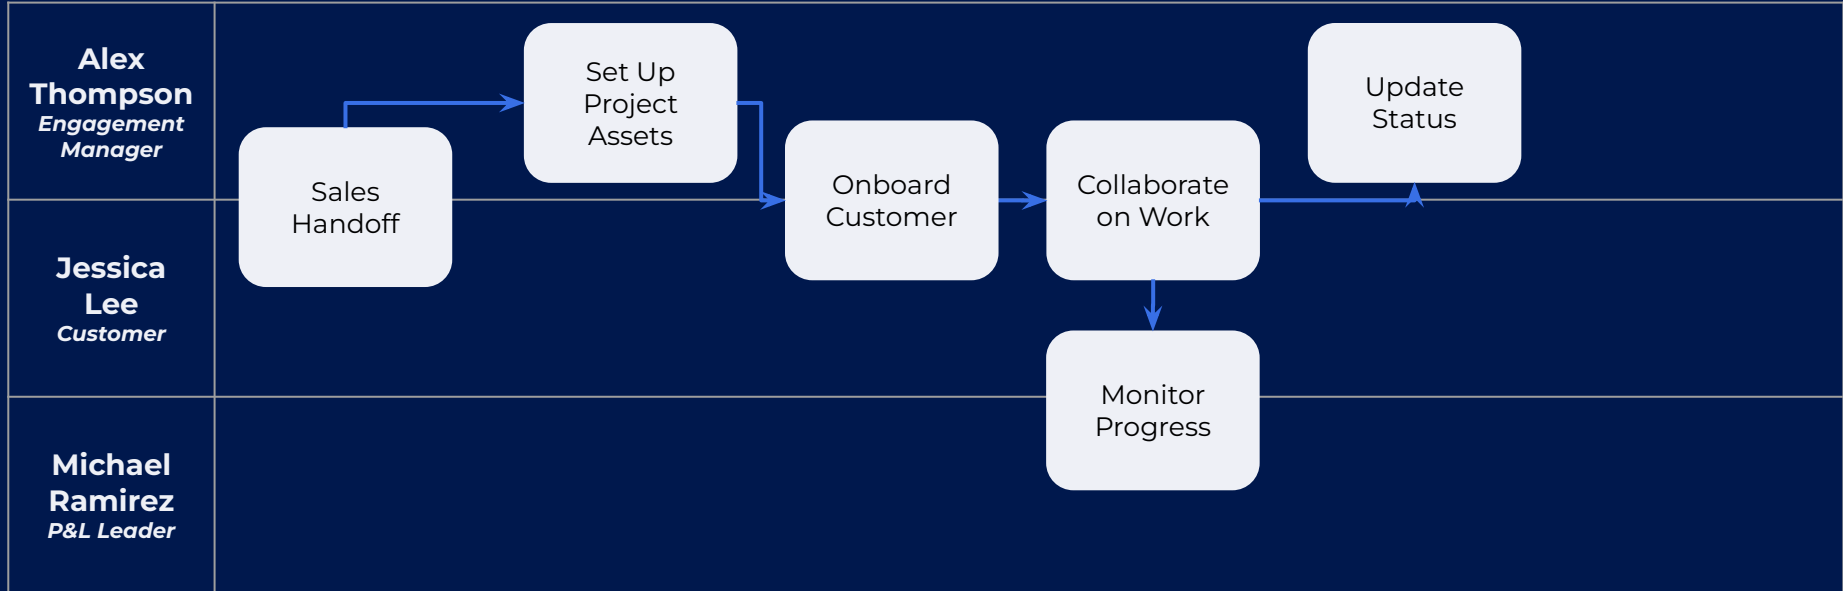 Alex
Thompson
Engagement
Manager
Sales
Handoff
Set Up
Project
Assets
Onboard
Customer
Collaborate
on Work
Update
Status
Jessica
Lee
Customer
Monitor
Progress
Michael
Ramirez
P&L Leader